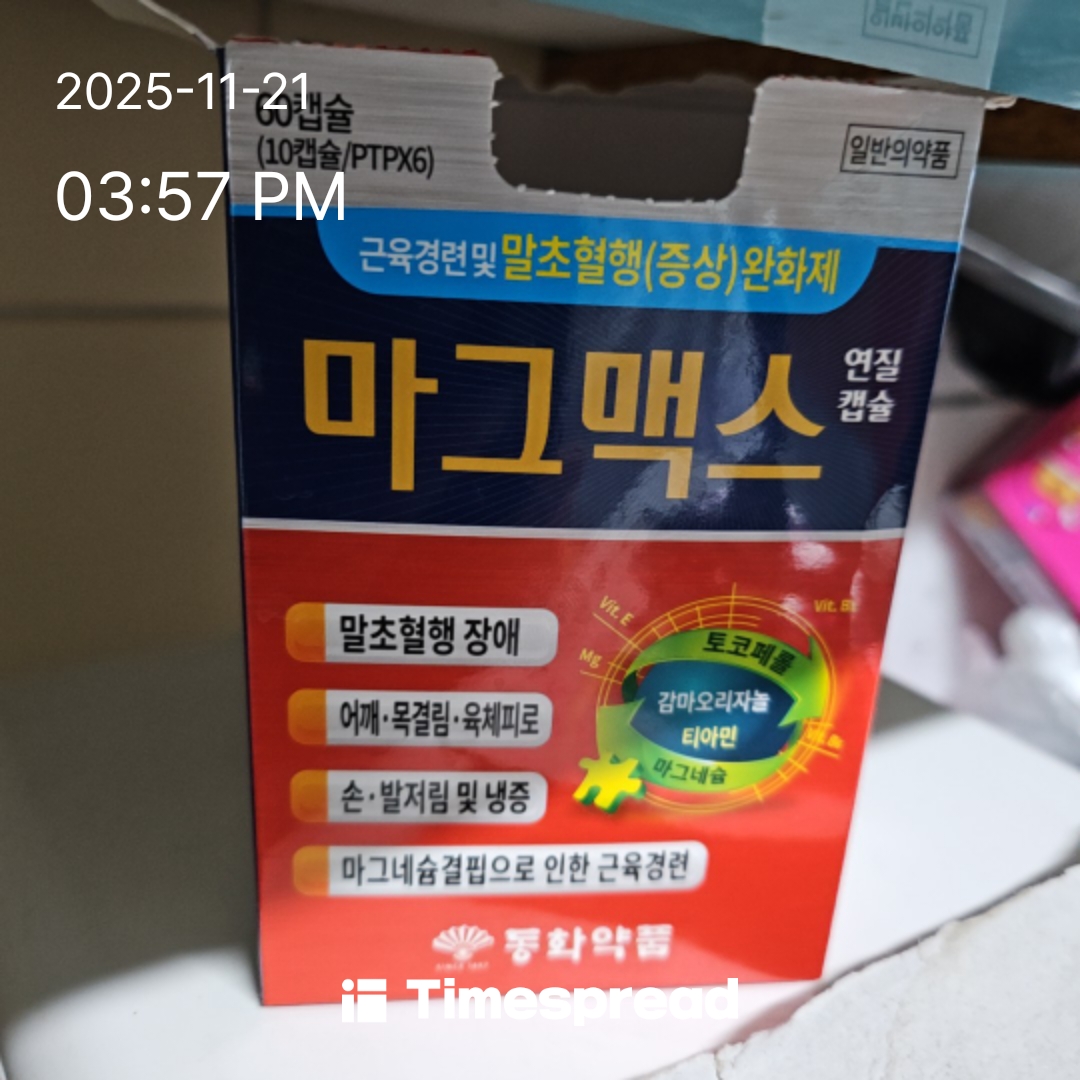 2025-11-21
60캡슐
(10캡슐/PTPX6)
03:57 PM
일반의약품
근육경련 및 말초혈행(증상) 완화제
마그맥스
연질
캡슐
말초혈행 장애
어깨·목결림·육체피로
손·발저림 및 냉증
마그네슘결핍으로 인한 근육경련
Vit. E
Mg
토코페롤
감마오리자놀
티아민
마그네슘
동화약품
Timespread